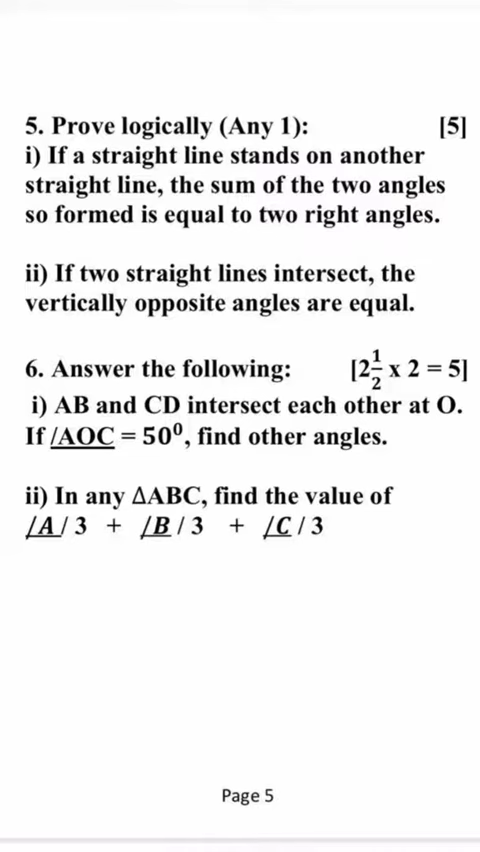 5. Prove logically (Any 1): [5]
i) If a straight line stands on another
straight line, the sum of the two angles
so formed is equal to two right angles.
ii) If two straight lines intersect, the
vertically opposite angles are equal.
6. Answer the following: [2½ x 2 = 5]
i) AB and CD intersect each other at O.
If /AOC = 50⁰, find other angles.
ii) In any ΔABC, find the value of
/A / 3 + /B / 3 + /C / 3
Page 5